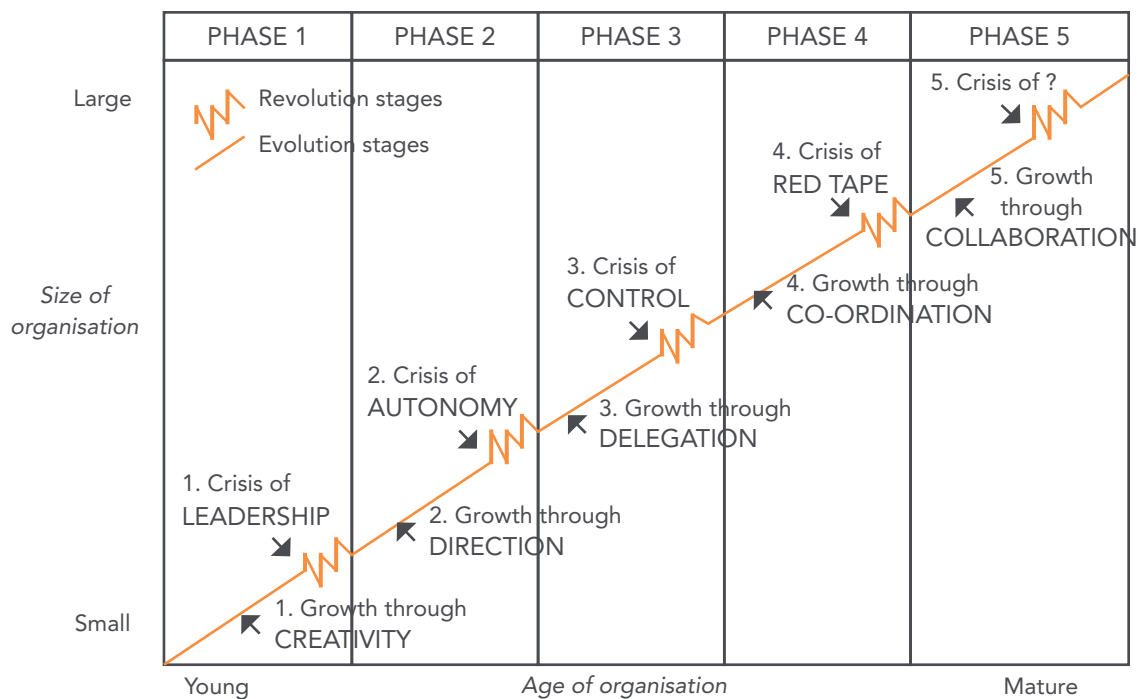 PHASE 1
PHASE 2
PHASE 3
PHASE 4
PHASE 5
Large
Revolution stages
Evolution stages
5. Crisis of ?
4. Crisis of
RED TAPE
5. Growth
through
COLLABORATION
3. Crisis of
CONTROL
4. Growth through
CO-ORDINATION
Size of
organisation
2. Crisis of
AUTONOMY
3. Growth through
DELEGATION
1. Crisis of
LEADERSHIP
2. Growth through
DIRECTION
Small
1. Growth through
CREATIVITY
Young
Age of organisation
Mature